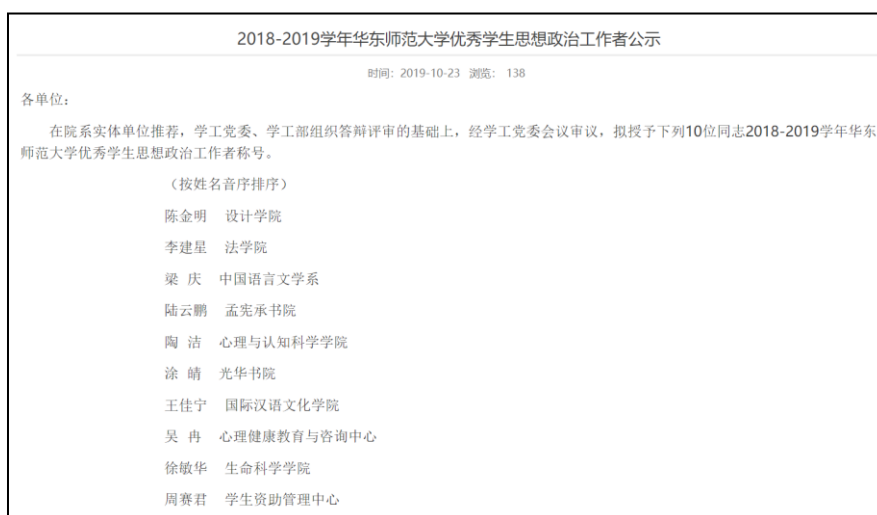 2018-2019学年华东师范大学优秀学生思想政治工作者公示
时间：2019-10-23 浏览： 138
各单位：
在院系实体单位推荐，学工党委、学工部组织答辩评审的基础上，经学工党委会议审议，拟授予下列10位同志2018-2019学年华东
师范大学优秀学生思想政治工作者称号。
（按姓名音序排序）
陈金明 设计学院
李建星 法学院
梁 庆 中国语言文学系
陆云鹏 孟宪承书院
陶 洁 心理与认知科学学院
涂 皘 光华书院
王佳宁 国际汉语文化学院
吴 冉 心理健康教育与咨询中心
徐敏华 生命科学学院
周赛君 学生资助管理中心